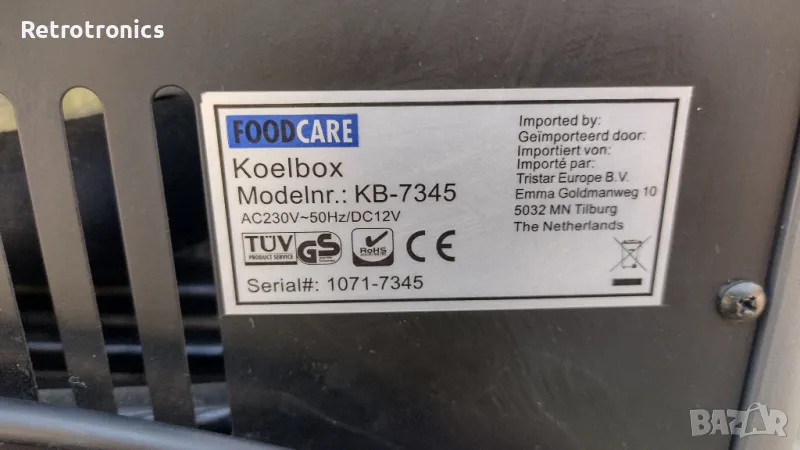 Retrotronics
FOODCARE
Koelbox
Modelnr.: KB-7345
AC230V~50Hz/DC12V
TÜV
PRODUCT SERVICE
GS
RoHS
CE
Serial#: 1071-7345
Imported by:
Geïmporteerd door:
Importiert von:
Importé par:
Tristar Europe B.V.
Emma Goldmanweg 10
5032 MN Tilburg
The Netherlands
BAZAR